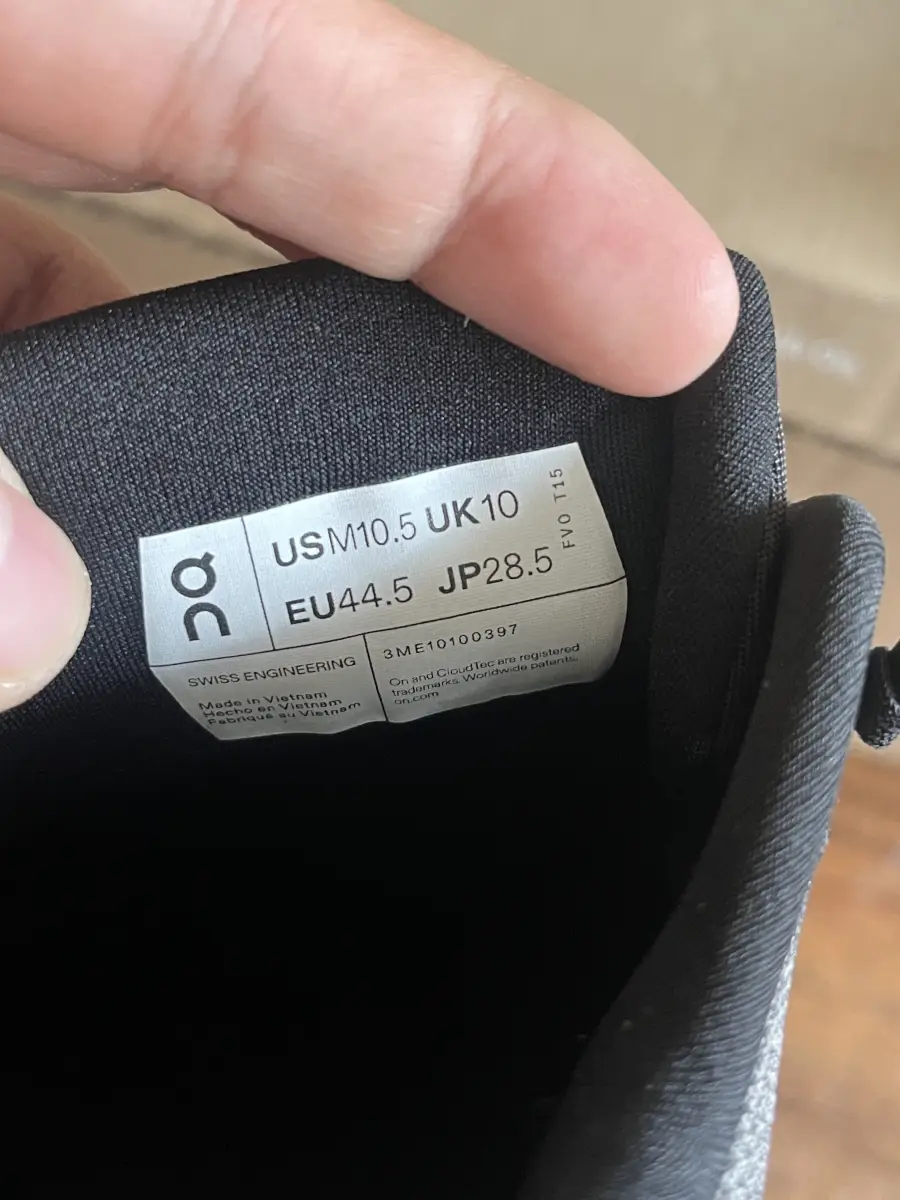 USM10.5 UK10
EU44.5 JP28.5
FVO T15
SWISS ENGINEERING
Made in Vietnam
Hecho en Vietnam
Fabriqué au Vietnam
3ME10100397
On and CloudTec are registered
trademarks. Worldwide patents.
on.com